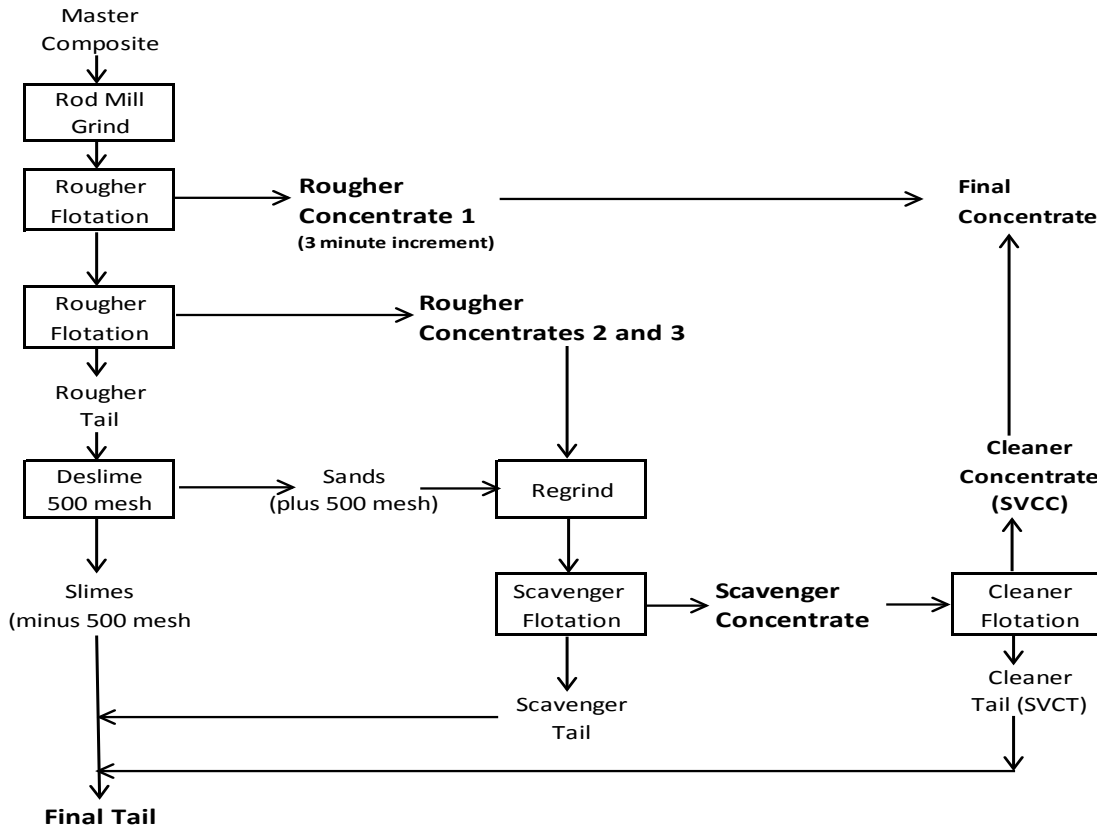 Master
Composite
Rod Mill
Grind
Rougher
Flotation
Rougher
Concentrate 1
(3 minute increment)
Final
Concentrate
Rougher
Flotation
Rougher
Concentrates 2 and 3
Rougher
Tail
Deslime
500 mesh
Sands
(plus 500 mesh)
Regrind
Cleaner
Concentrate
(SVCC)
Slimes
(minus 500 mesh
Scavenger
Flotation
Scavenger
Concentrate
Cleaner
Flotation
Scavenger
Tail
Cleaner
Tail (SVCT)
Final Tail